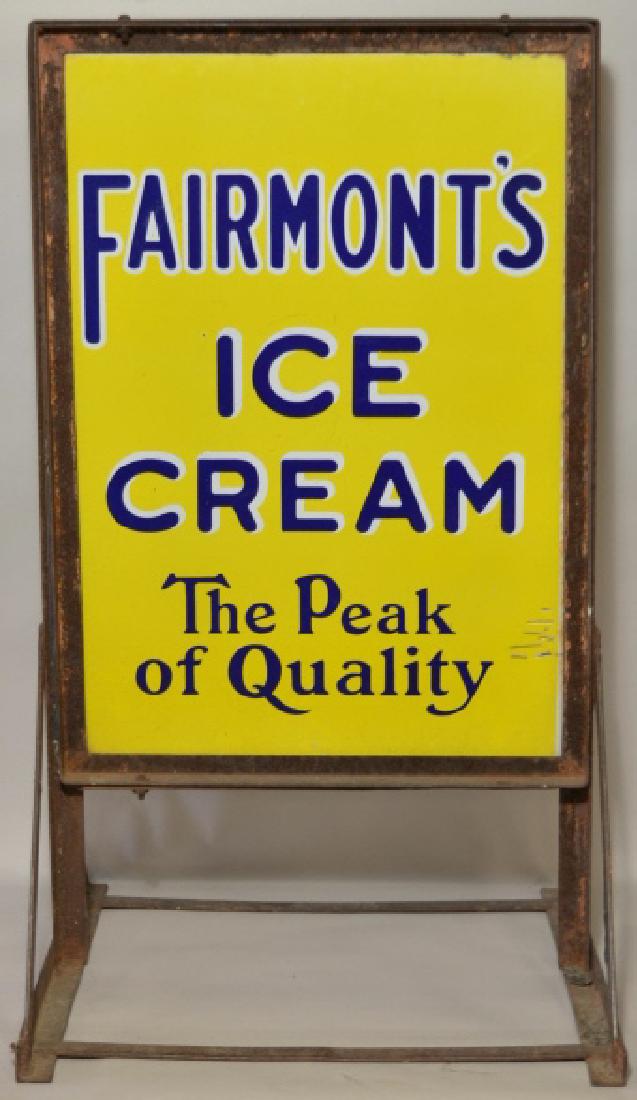 FAIRMONT'S
ICE
CREAM
The Peak
of Quality